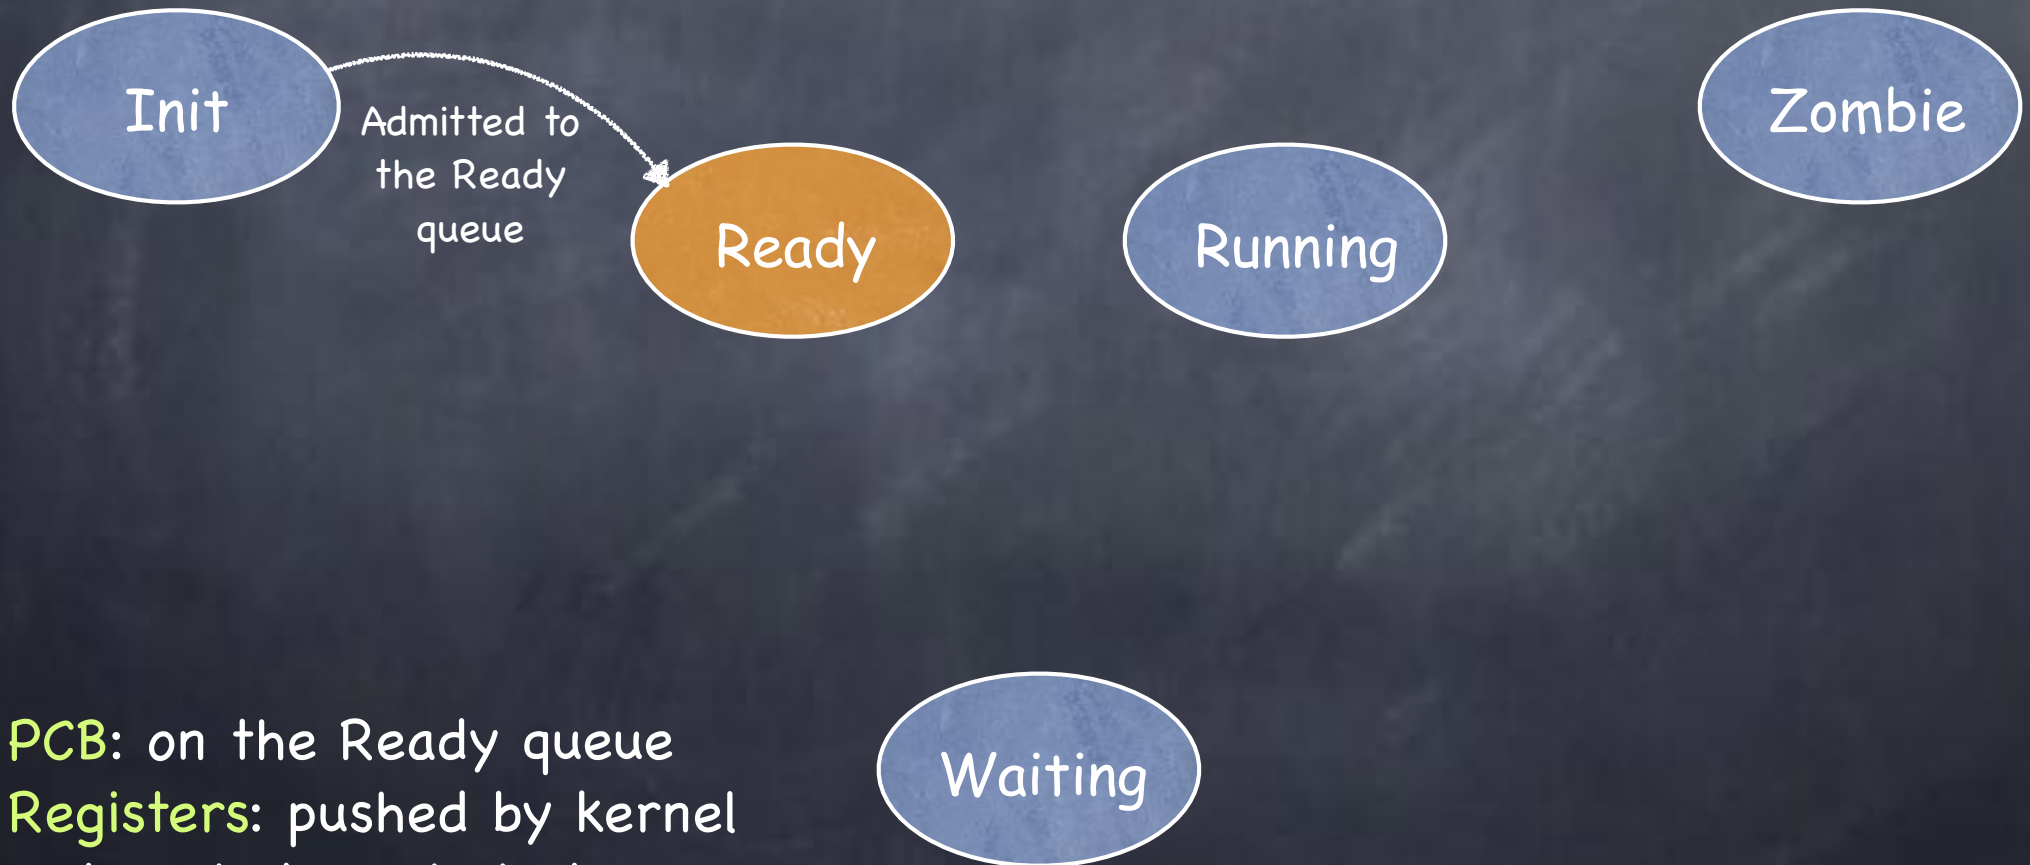 Init
Zombie
Admitted to
the Ready
queue
Ready
Running
Waiting
PCB: on the Ready queue
Registers: pushed by kernel